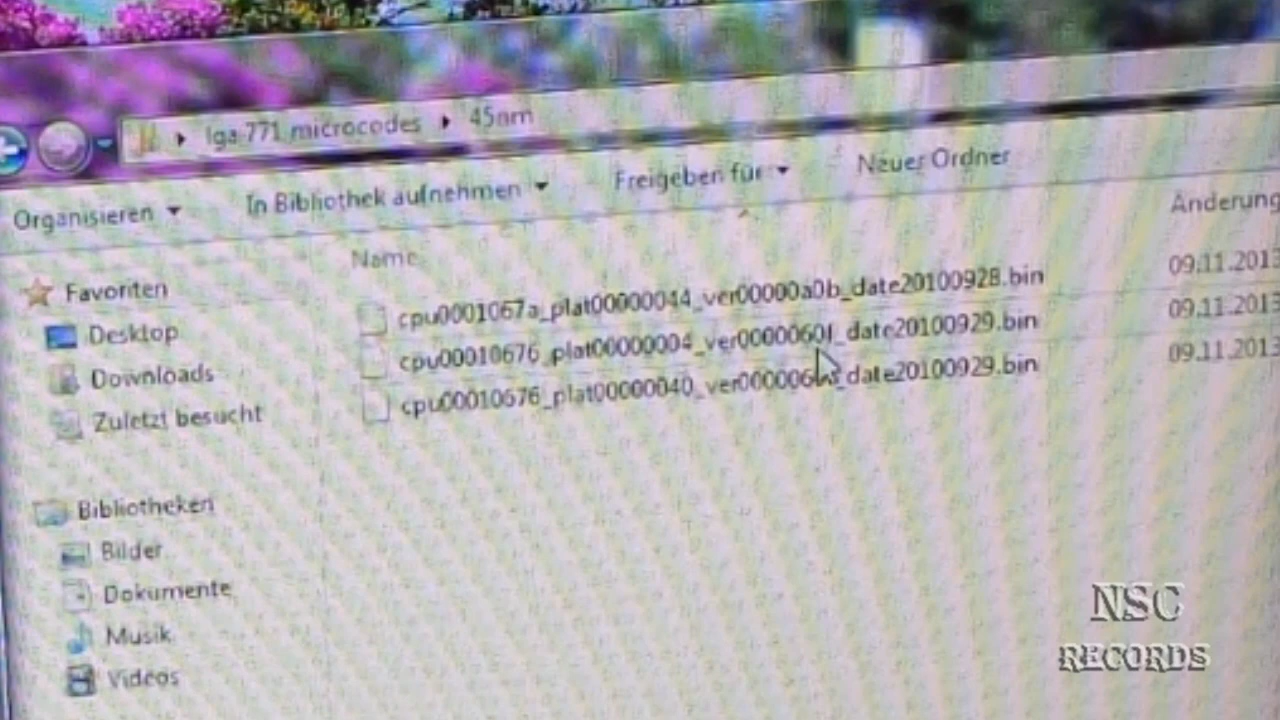 lga 771 microcodes ▸ 45nm
Organisieren In Bibliothek aufnehmen Freigeben für Neuer Ordner
Name Änderung
cpu0001067a_plat00000044_ver00000a0b_date20100928.bin 09.11.2013
cpu00010676_plat00000004_ver0000060f_date20100929.bin 09.11.2013
cpu00010676_plat00000040_date20100929.bin 09.11.2013
Favoriten
Desktop
Downloads
Zuletzt besucht
Bibliotheken
Bilder
Dokumente
Musik
Videos
NSC
RECORDS